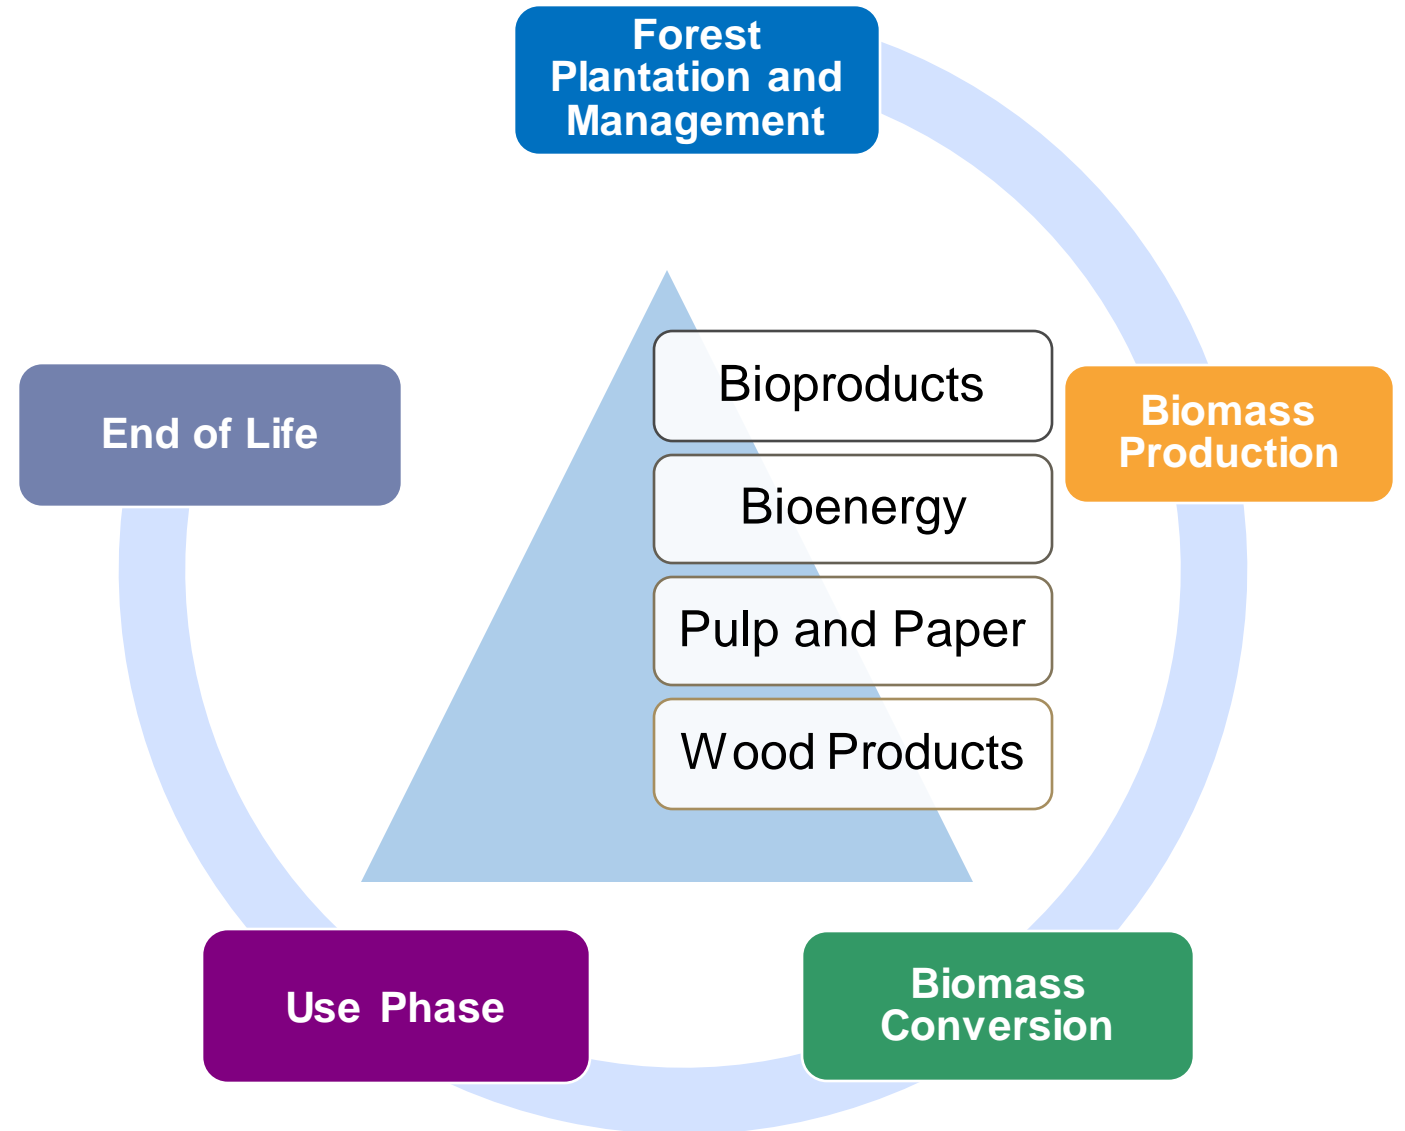 Forest
Plantation and
Management
Bioproducts
Biomass
Production
End of Life
Bioenergy
Pulp and Paper
Wood Products
Use Phase
Biomass
Conversion